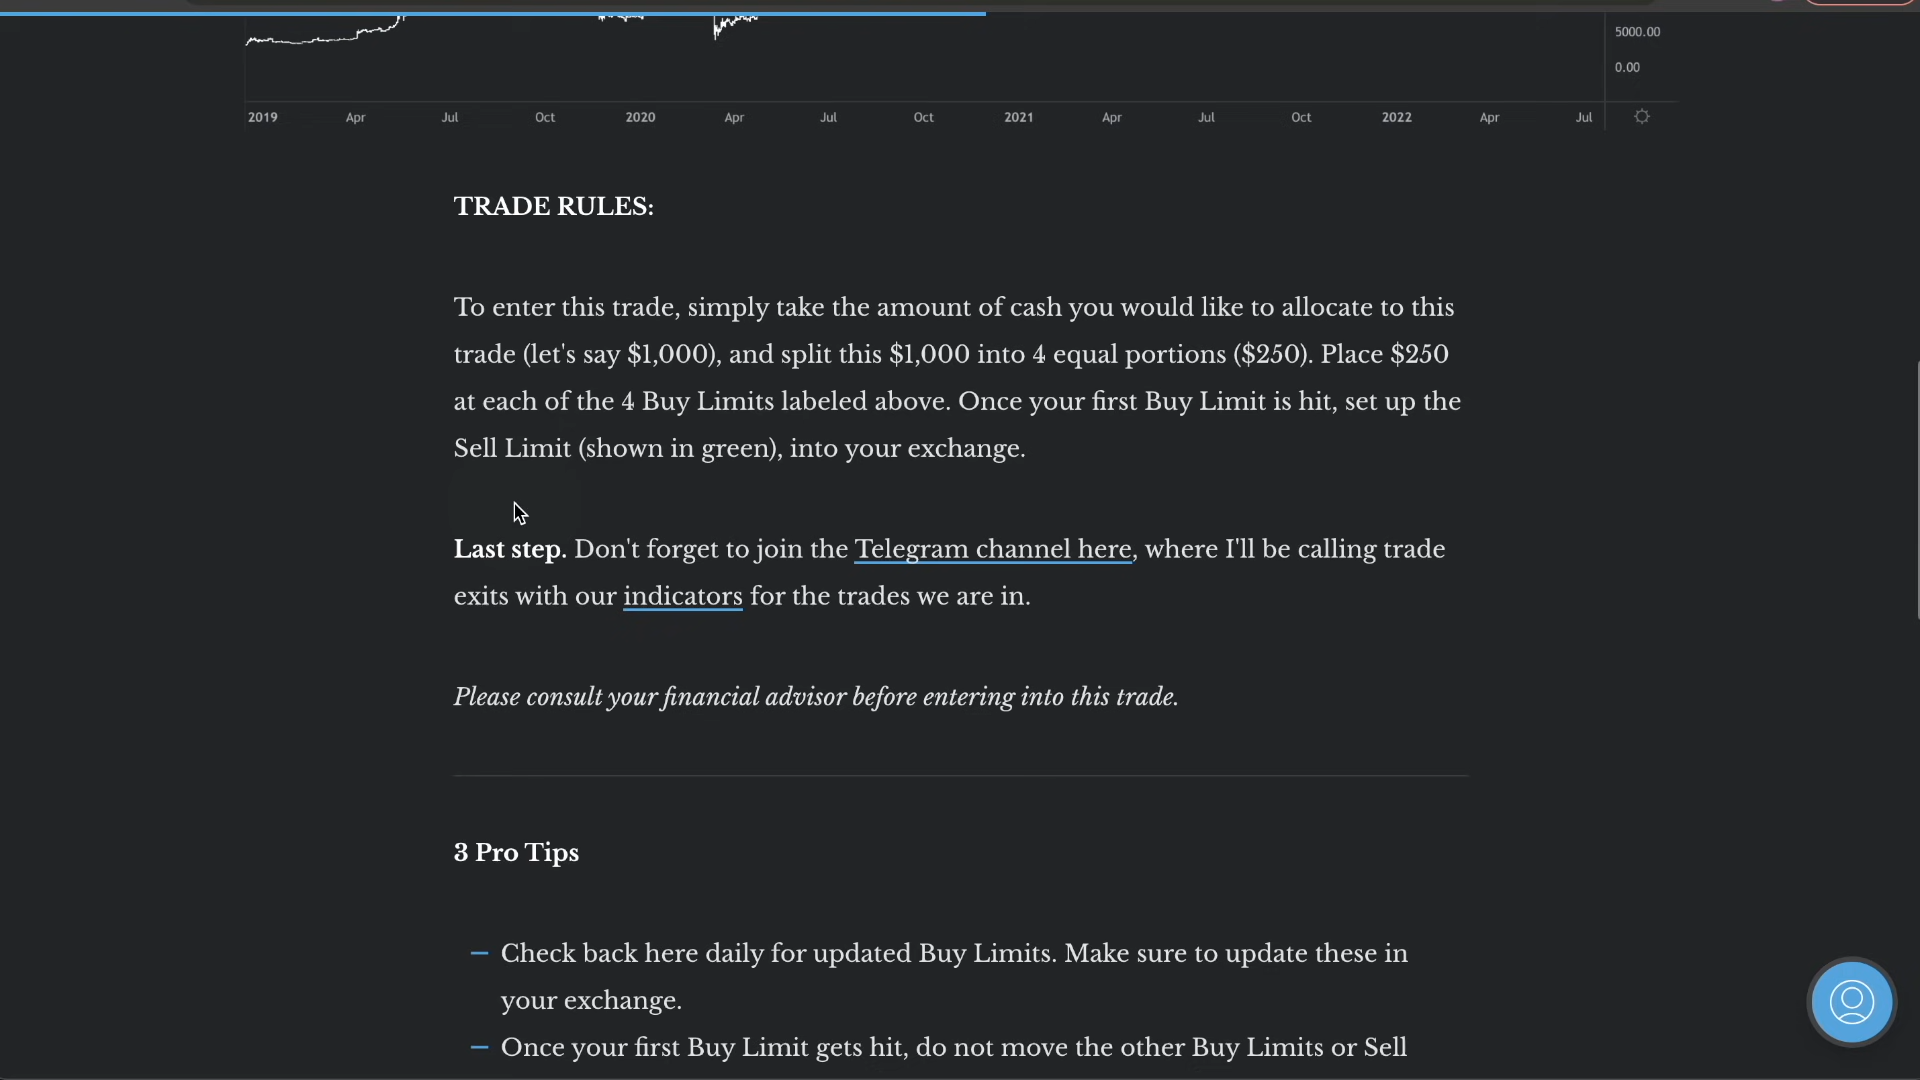 5000.00
0.00
2019 Apr Jul Oct 2020 Apr Jul Oct 2021 Apr Jul Oct 2022 Apr Jul
TRADE RULES:
To enter this trade, simply take the amount of cash you would like to allocate to this
trade (let's say $1,000), and split this $1,000 into 4 equal portions ($250). Place $250
at each of the 4 Buy Limits labeled above. Once your first Buy Limit is hit, set up the
Sell Limit (shown in green), into your exchange.
Last step. Don't forget to join the Telegram channel here, where I'll be calling trade
exits with our indicators for the trades we are in.
Please consult your financial advisor before entering into this trade.
3 Pro Tips
Check back here daily for updated Buy Limits. Make sure to update these in
your exchange.
Once your first Buy Limit gets hit, do not move the other Buy Limits or Sell